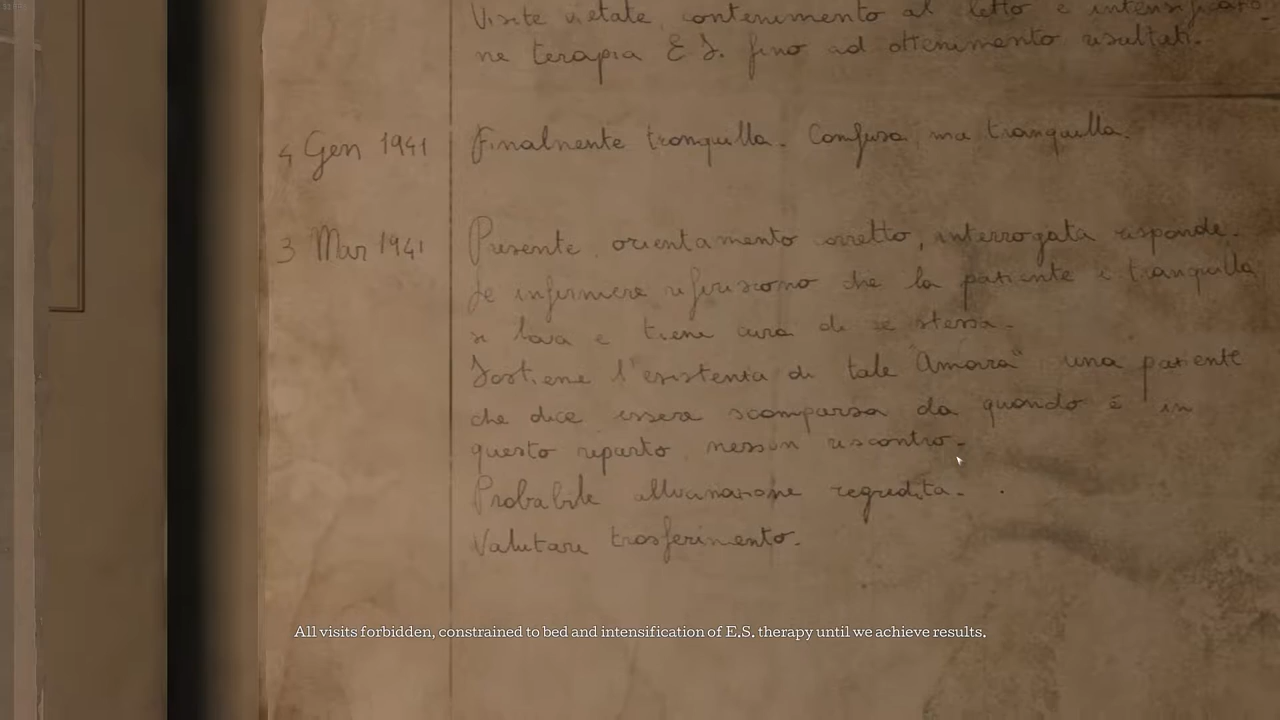 Visite vietate, contenimento al letto e intensificazio-
ne terapia E S. fino ad ottenimento risultati.
4 Gen 1941 Finalmente tranquilla. Confusa ma tranquilla.
3 Mar 1941 Presente, orientamento corretto, interrogata risponde.
Le infermiere riferiscono che la paziente è tranquilla
si lava e tiene cura di se stessa.
Sostiene l'esistenza di tale "Amara" una paziente
che dice essere scomparsa da quando è in
questo reparto, nessun riscontro.
Probabile allucinazione regredita.
Valutare trasferimento.
All visits forbidden, constrained to bed and intensification of E.S. therapy until we achieve results.